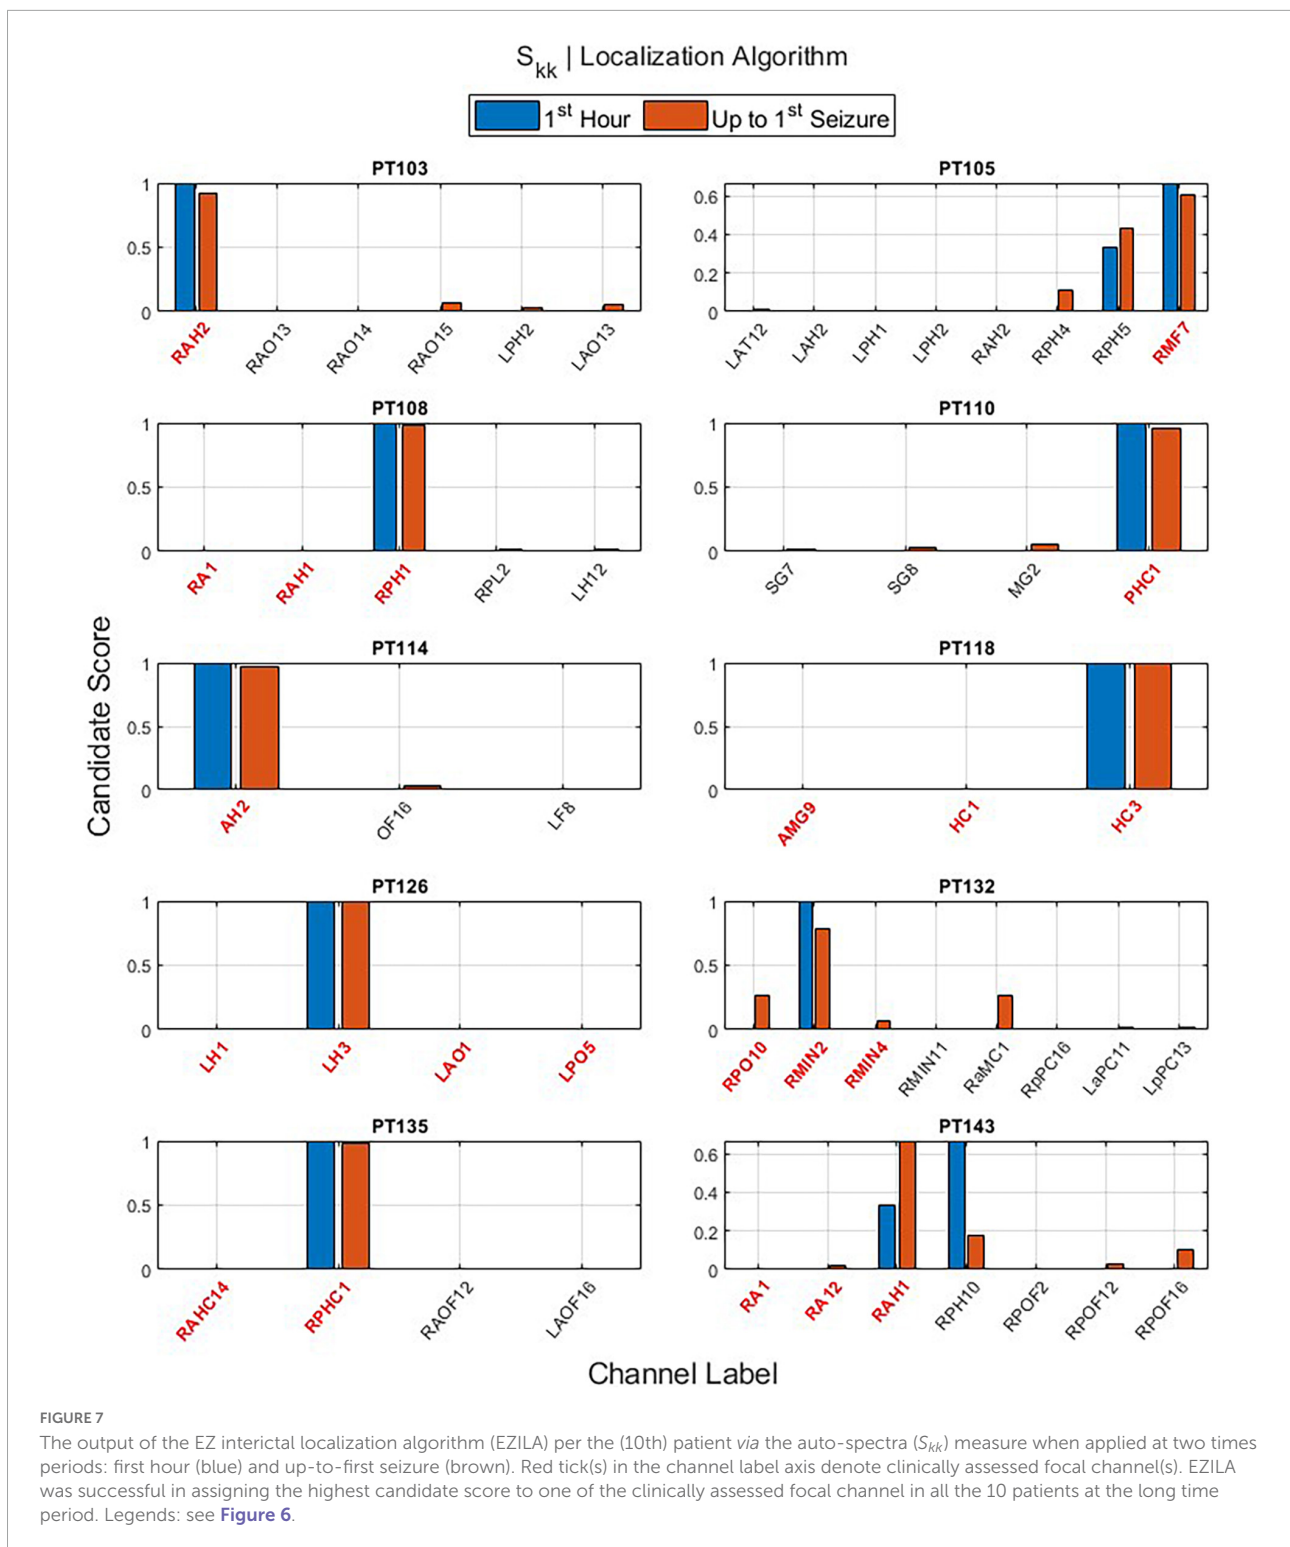 S_kk | Localization Algorithm
1st Hour Up to 1st Seizure
PT103
1
0.5
0
RAH2 RAO13 RAO14 RAO15 LPH2 LAO13
PT105
0.6
0.4
0.2
0
LAT12 LAH2 LPH1 LPH2 RAH2 RPH4 RPH5 RMF7
PT108
1
0.5
0
RA1 RAH1 RPH1 RPL2 LH12
PT110
1
0.5
0
SG7 SG8 MG2 PHC1
Candidate Score
PT114
1
0.5
0
AH2 OF16 LF8
PT118
1
0.5
0
AMG9 HC1 HC3
PT126
1
0.5
0
LH1 LH3 LAO1 LPO5
PT132
1
0.5
0
RPO10 RMIN2 RMIN4 RMIN11 RaMC1 RpPC16 LaPC11 LpPC13
PT135
1
0.5
0
RAHC14 RPHC1 RAOF12 LAOF16
PT143
0.6
0.4
0.2
0
RA1 RA12 RAH1 RPH10 RPOF2 RPOF12 RPOF16
Channel Label
FIGURE 7
The output of the EZ interictal localization algorithm (EZILA) per the (10th) patient via the auto-spectra (Skk) measure when applied at two times
periods: first hour (blue) and up-to-first seizure (brown). Red tick(s) in the channel label axis denote clinically assessed focal channel(s). EZILA
was successful in assigning the highest candidate score to one of the clinically assessed focal channel in all the 10 patients at the long time
period. Legends: see Figure 6.